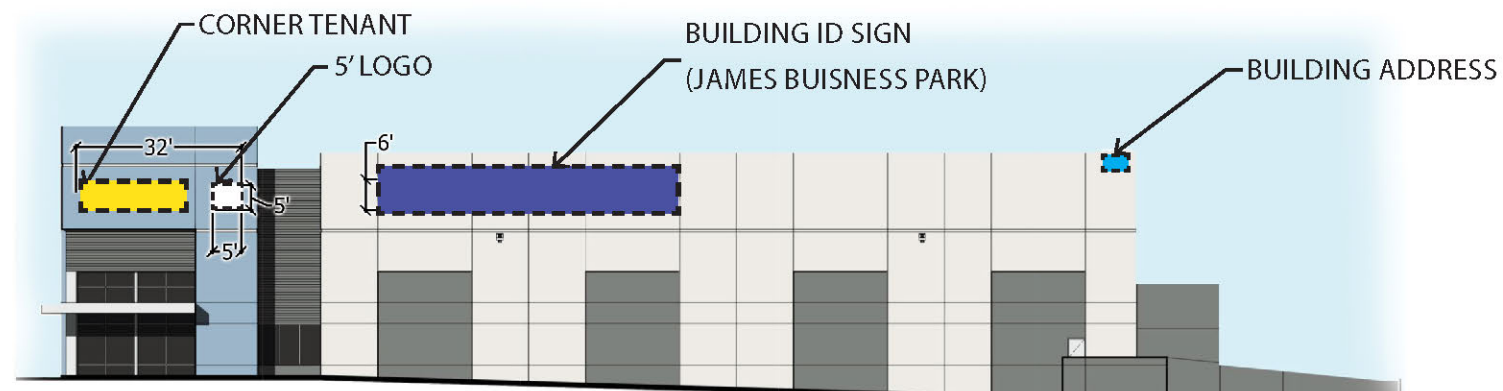 CORNER TENANT
5' LOGO
BUILDING ID SIGN
(JAMES BUISNESS PARK)
BUILDING ADDRESS
32'
6'
5'
5'